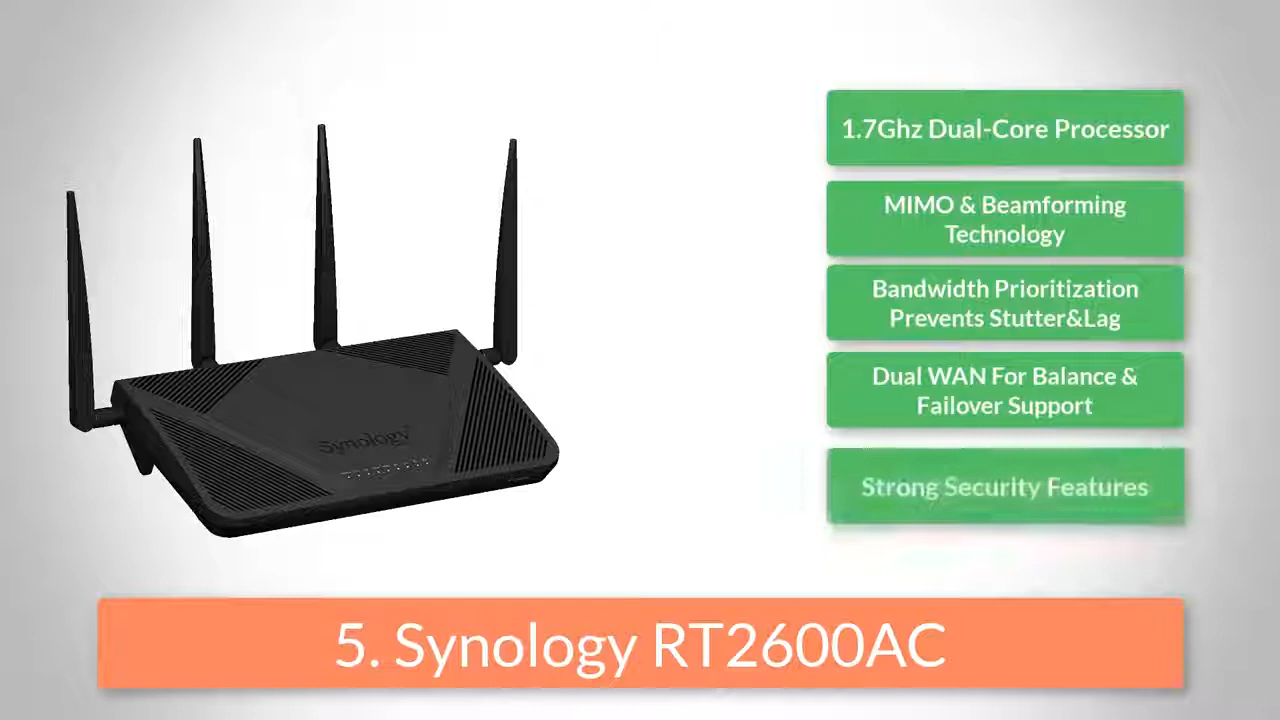 1.7Ghz Dual-Core Processor
MIMO & Beamforming
Technology
Bandwidth Prioritization
Prevents Stutter&Lag
Dual WAN For Balance &
Failover Support
Strong Security Features
Synology
5. Synology RT2600AC